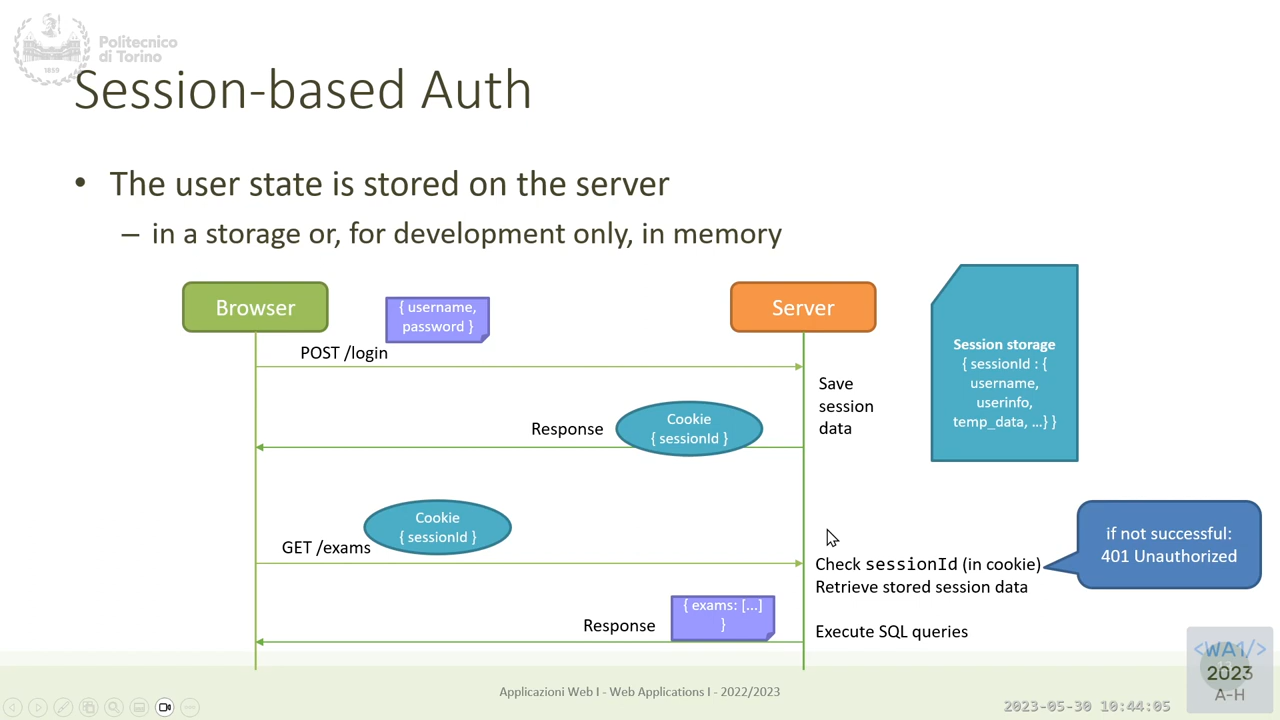 Politecnico
di Torino
1859
Session-based Auth
• The user state is stored on the server
– in a storage or, for development only, in memory
Browser
{ username,
password }
Server
POST /login
Session storage
{ sessionId : {
username,
userinfo,
temp_data, ...} }
Save
session
data
Response
Cookie
{ sessionId }
Cookie
{ sessionId }
GET /exams
Check sessionId (in cookie)
Retrieve stored session data
if not successful:
401 Unauthorized
Response
{ exams: [...]
}
Execute SQL queries
<WA1/>
2023
A-H
Applicazioni Web I - Web Applications I - 2022/2023
2023-05-30 10:44:05